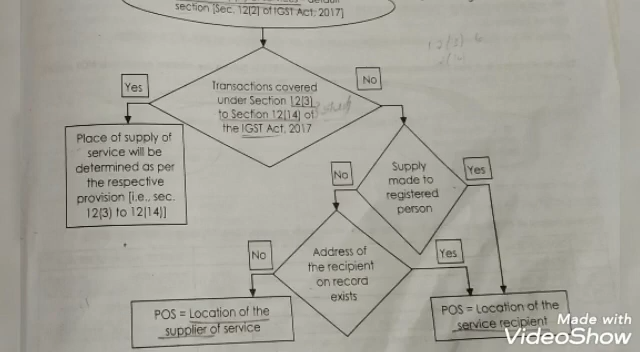 section [Sec. 12(2) of IGST Act, 2017]
Yes
No
Transactions covered
under Section 12(3)
to Section 12(14) of
the IGST Act, 2017
Place of supply of
service will be
determined as per
the respective
provision [i.e., sec.
12(3) to 12(14)]
No
Supply
made to
registered
person
Yes
No
Address of
the recipient
on record
exists
Yes
POS = Location of the
supplier of service
POS = Location of the
service recipient
Made with
VideoShow